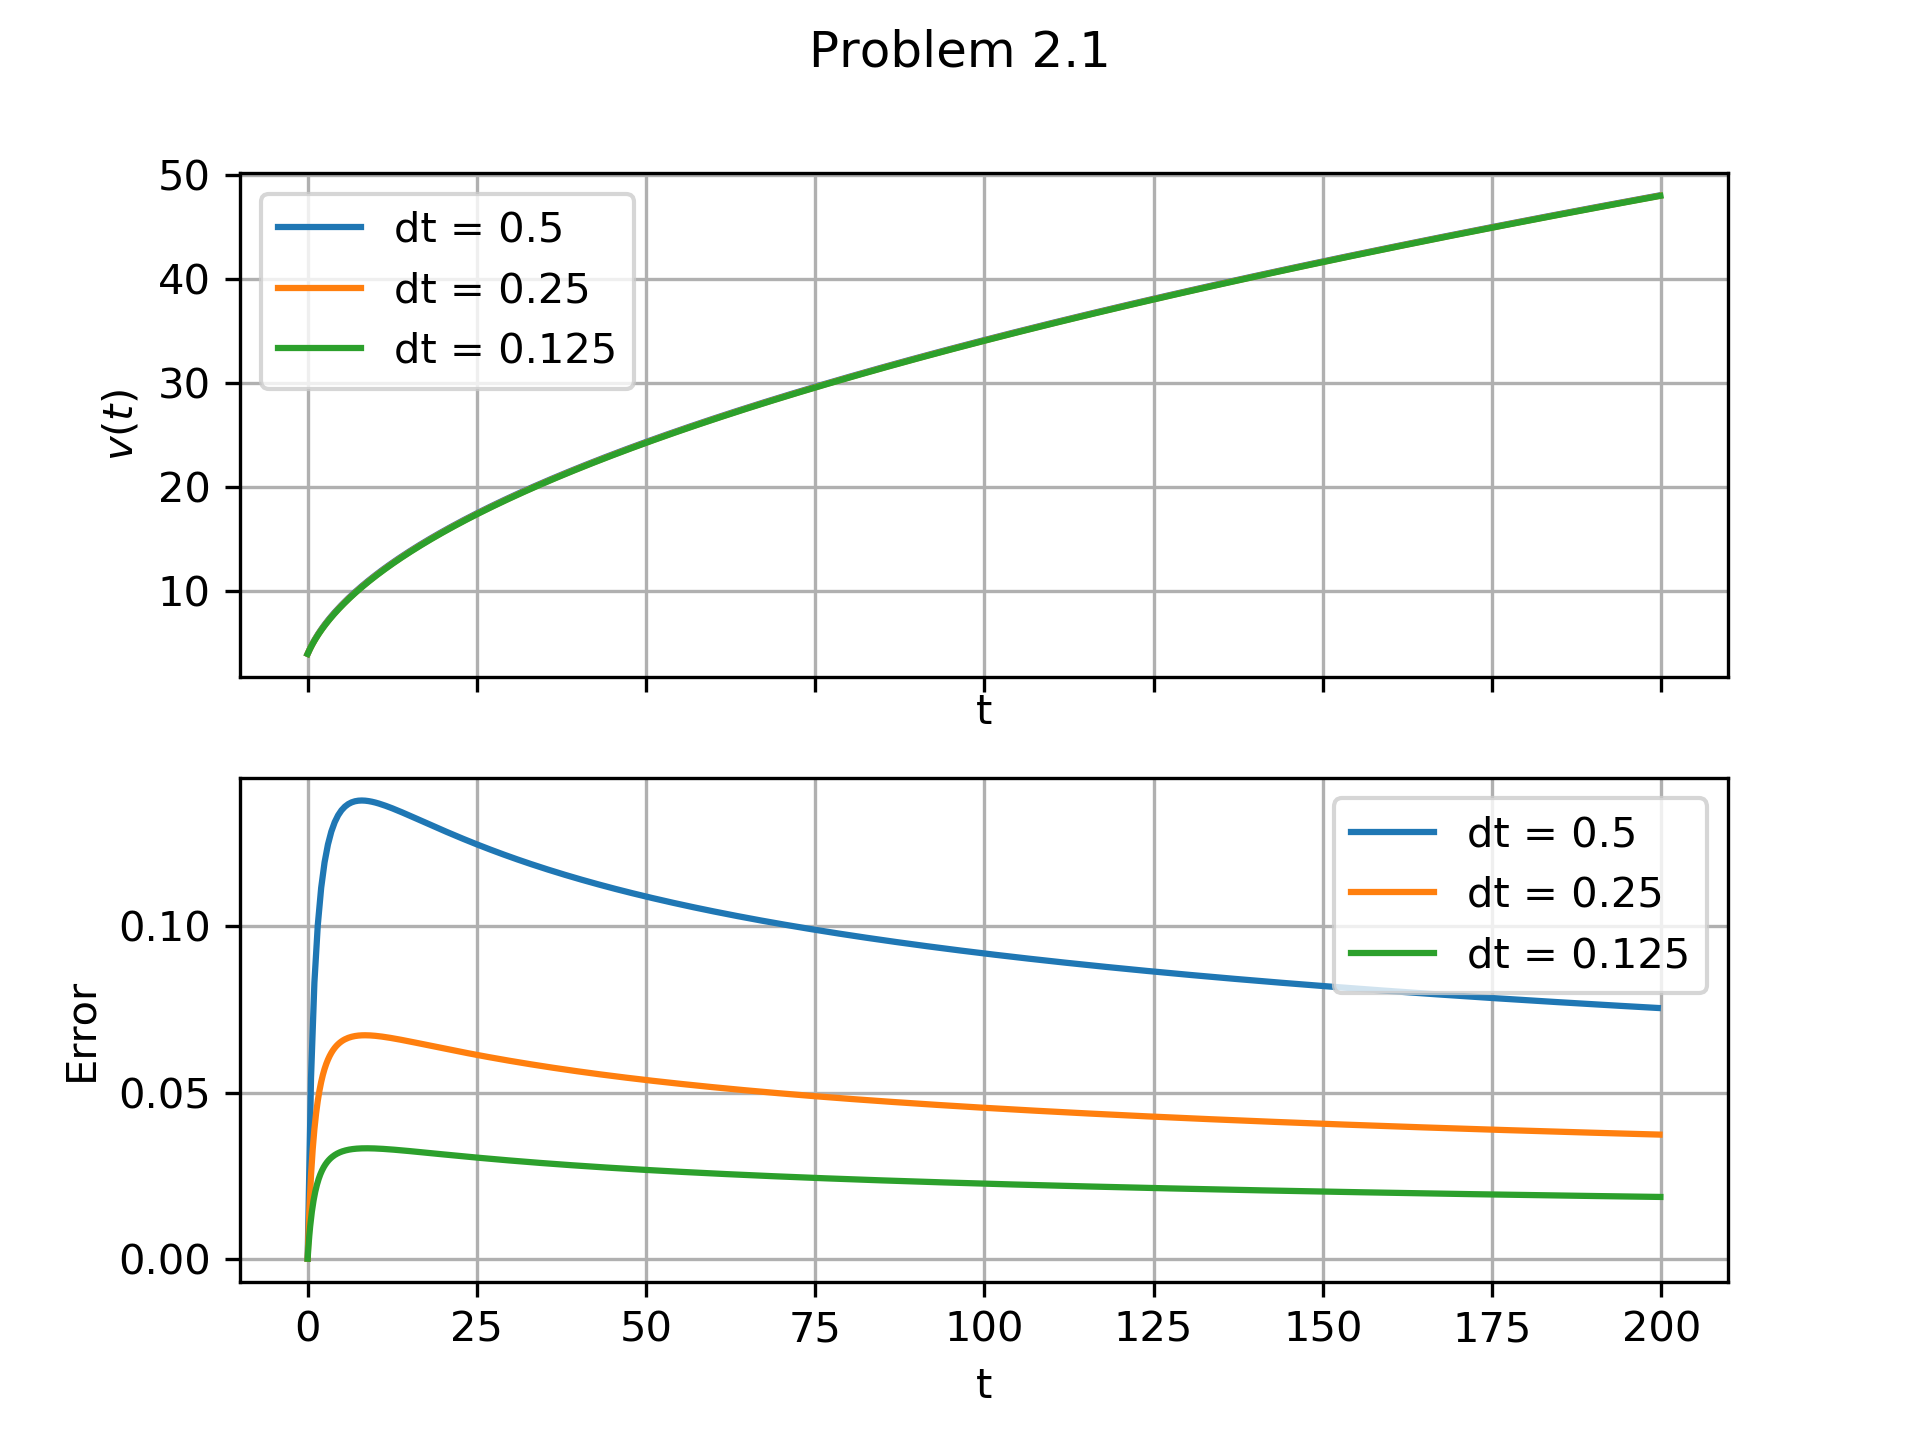 Problem 2.1
50
40
30
20
10
v(t)
dt = 0.5
dt = 0.25
dt = 0.125
t
0.10
0.05
0.00
Error
dt = 0.5
dt = 0.25
dt = 0.125
0 25 50 75 100 125 150 175 200
t